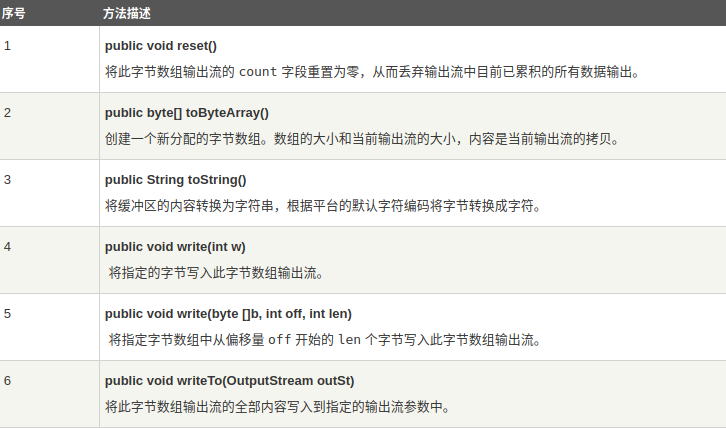 序号 方法描述
1 public void reset()
将此字节数组输出流的 count 字段重置为零，从而丢弃输出流中目前已累积的所有数据输出。
2 public byte[] toByteArray()
创建一个新分配的字节数组。数组的大小和当前输出流的大小，内容是当前输出流的拷贝。
3 public String toString()
将缓冲区的内容转换为字符串，根据平台的默认字符编码将字节转换成字符。
4 public void write(int w)
将指定的字节写入此字节数组输出流。
5 public void write(byte []b, int off, int len)
将指定字节数组中从偏移量 off 开始的 len 个字节写入此字节数组输出流。
6 public void writeTo(OutputStream outSt)
将此字节数组输出流的全部内容写入到指定的输出流参数中。